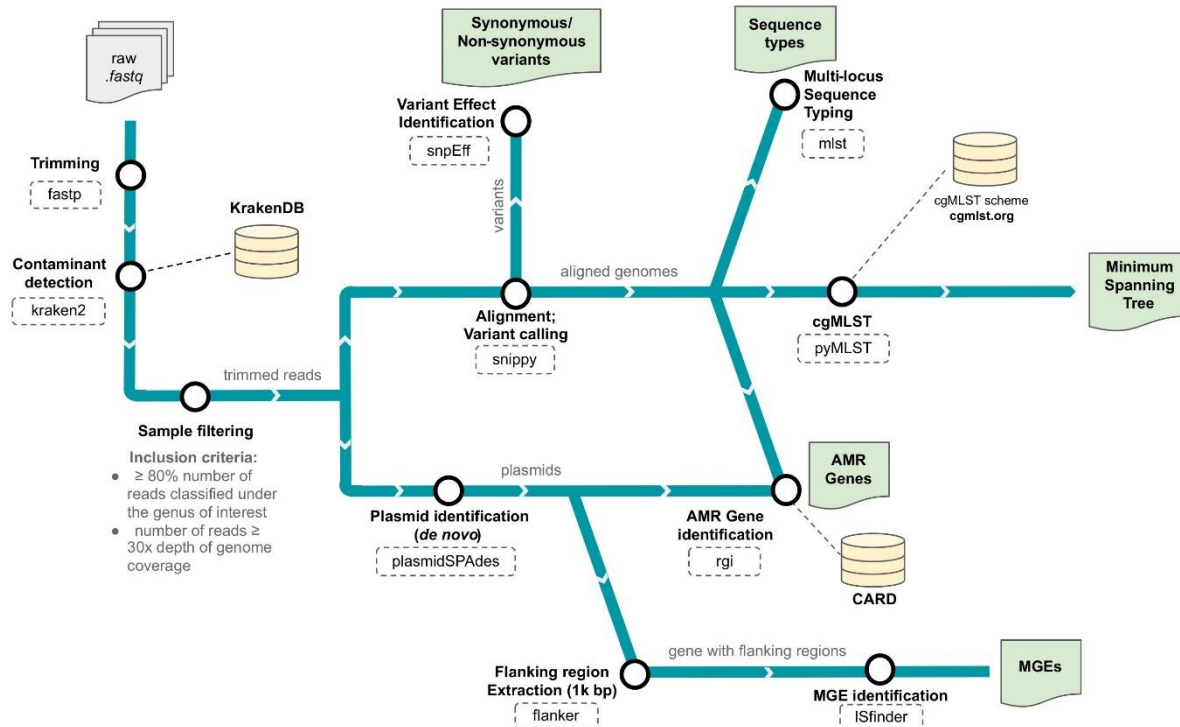 raw
.fastq
Trimming
fastp
KrakenDB
Contaminant
detection
kraken2
trimmed reads
Sample filtering
Inclusion criteria:
● ≥ 80% number of
reads classified under
the genus of interest
● number of reads ≥
30x depth of genome
coverage
Synonymous/
Non-synonymous
variants
Variant Effect
Identification
snpEff
variants
Alignment;
Variant calling
snippy
aligned genomes
Sequence
types
Multi-locus
Sequence
Typing
mlst
cgMLST scheme
cgmlst.org
cgMLST
pyMLST
Minimum
Spanning
Tree
plasmids
Plasmid identification
(de novo)
plasmidSPAdes
AMR Gene
identification
rgi
AMR
Genes
CARD
Flanking region
Extraction (1k bp)
flanker
gene with flanking regions
MGE identification
ISfinder
MGEs